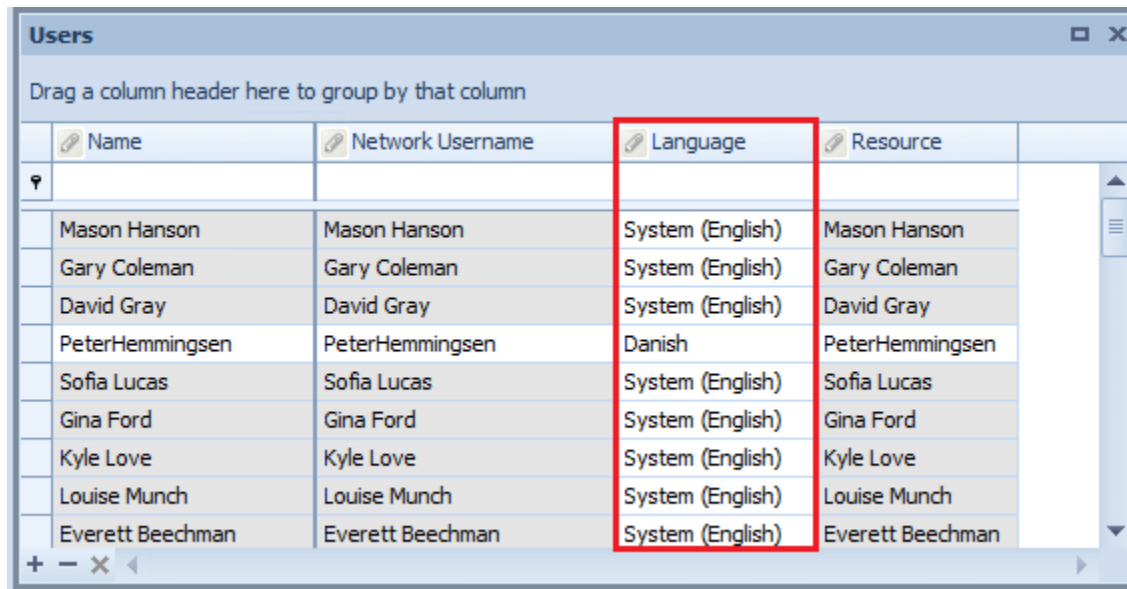 Users
Drag a column header here to group by that column
Name Network Username Language Resource
Mason Hanson Mason Hanson System (English) Mason Hanson
Gary Coleman Gary Coleman System (English) Gary Coleman
David Gray David Gray System (English) David Gray
PeterHemmingsen PeterHemmingsen Danish PeterHemmingsen
Sofia Lucas Sofia Lucas System (English) Sofia Lucas
Gina Ford Gina Ford System (English) Gina Ford
Kyle Love Kyle Love System (English) Kyle Love
Louise Munch Louise Munch System (English) Louise Munch
Everett Beechman Everett Beechman System (English) Everett Beechman